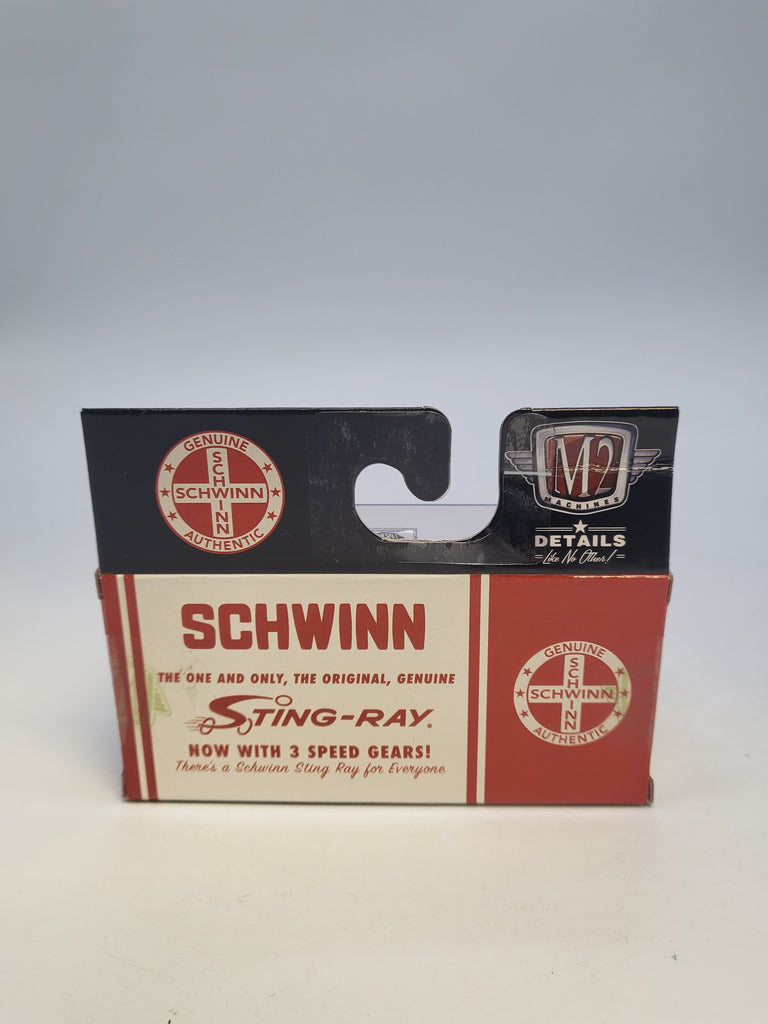 GENUINE
SCHWINN
SCHWINN
AUTHENTIC
M2
MACHINES
DETAILS
Like No Other!
SCHWINN
THE ONE AND ONLY, THE ORIGINAL, GENUINE
STING-RAY®
NOW WITH 3 SPEED GEARS!
There's a Schwinn Sting Ray for Everyone
GENUINE
SCHWINN
SCHWINN
AUTHENTIC